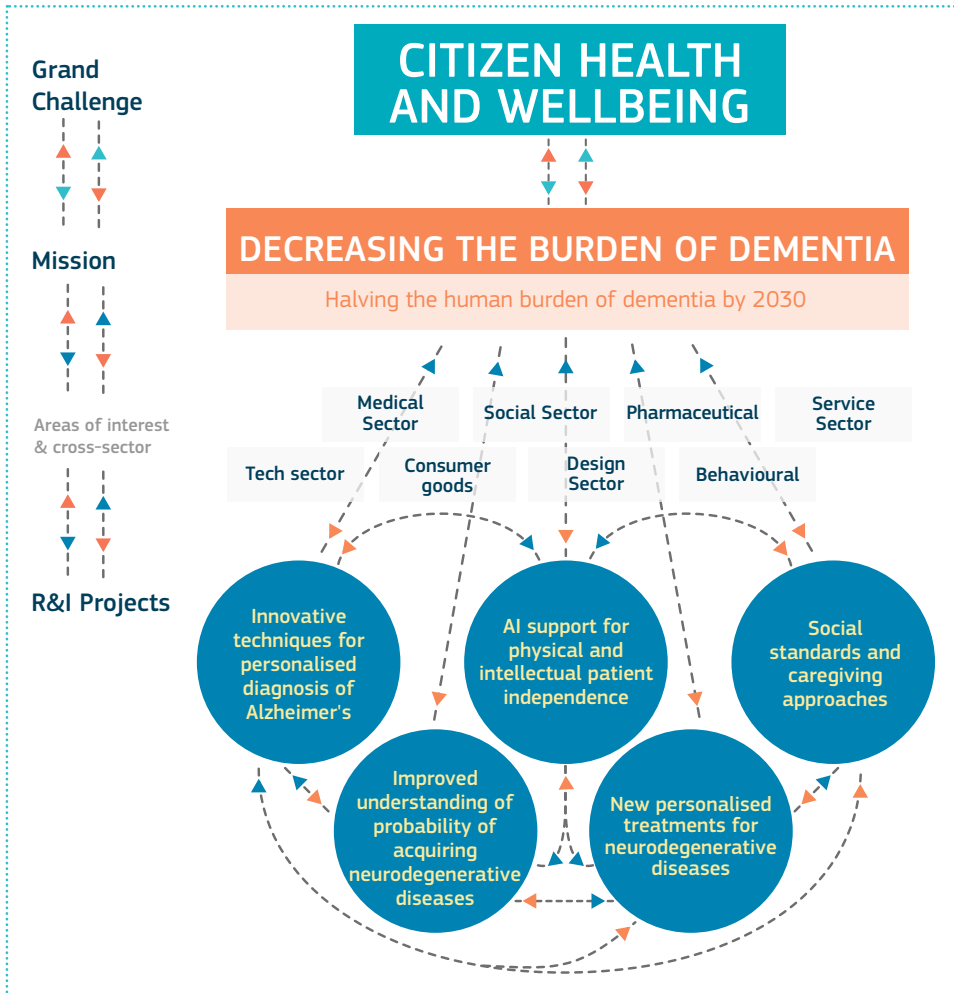 Grand
Challenge
CITIZEN HEALTH
AND WELLBEING
Mission
DECREASING THE BURDEN OF DEMENTIA
Halving the human burden of dementia by 2030
Areas of interest
& cross-sector
Medical
Sector
Social Sector
Pharmaceutical
Service
Sector
Tech sector
Consumer
goods
Design
Sector
Behavioural
R&I Projects
Innovative
techniques for
personalised
diagnosis of
Alzheimer's
AI support for
physical and
intellectual patient
independence
Social
standards and
caregiving
approaches
Improved
understanding of
probability of
acquiring
neurodegenerative
diseases
New personalised
treatments for
neurodegenerative
diseases